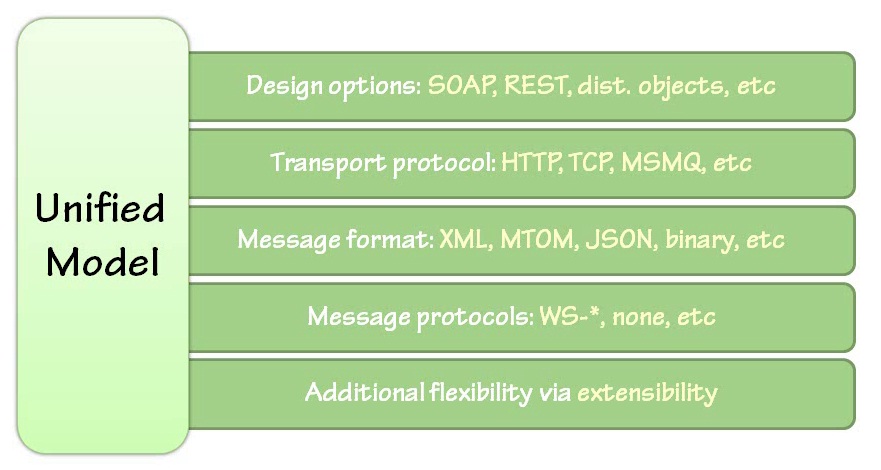 Unified
Model
Design options: SOAP, REST, dist. objects, etc
Transport protocol: HTTP, TCP, MSMQ, etc
Message format: XML, MTOM, JSON, binary, etc
Message protocols: WS-*, none, etc
Additional flexibility via extensibility